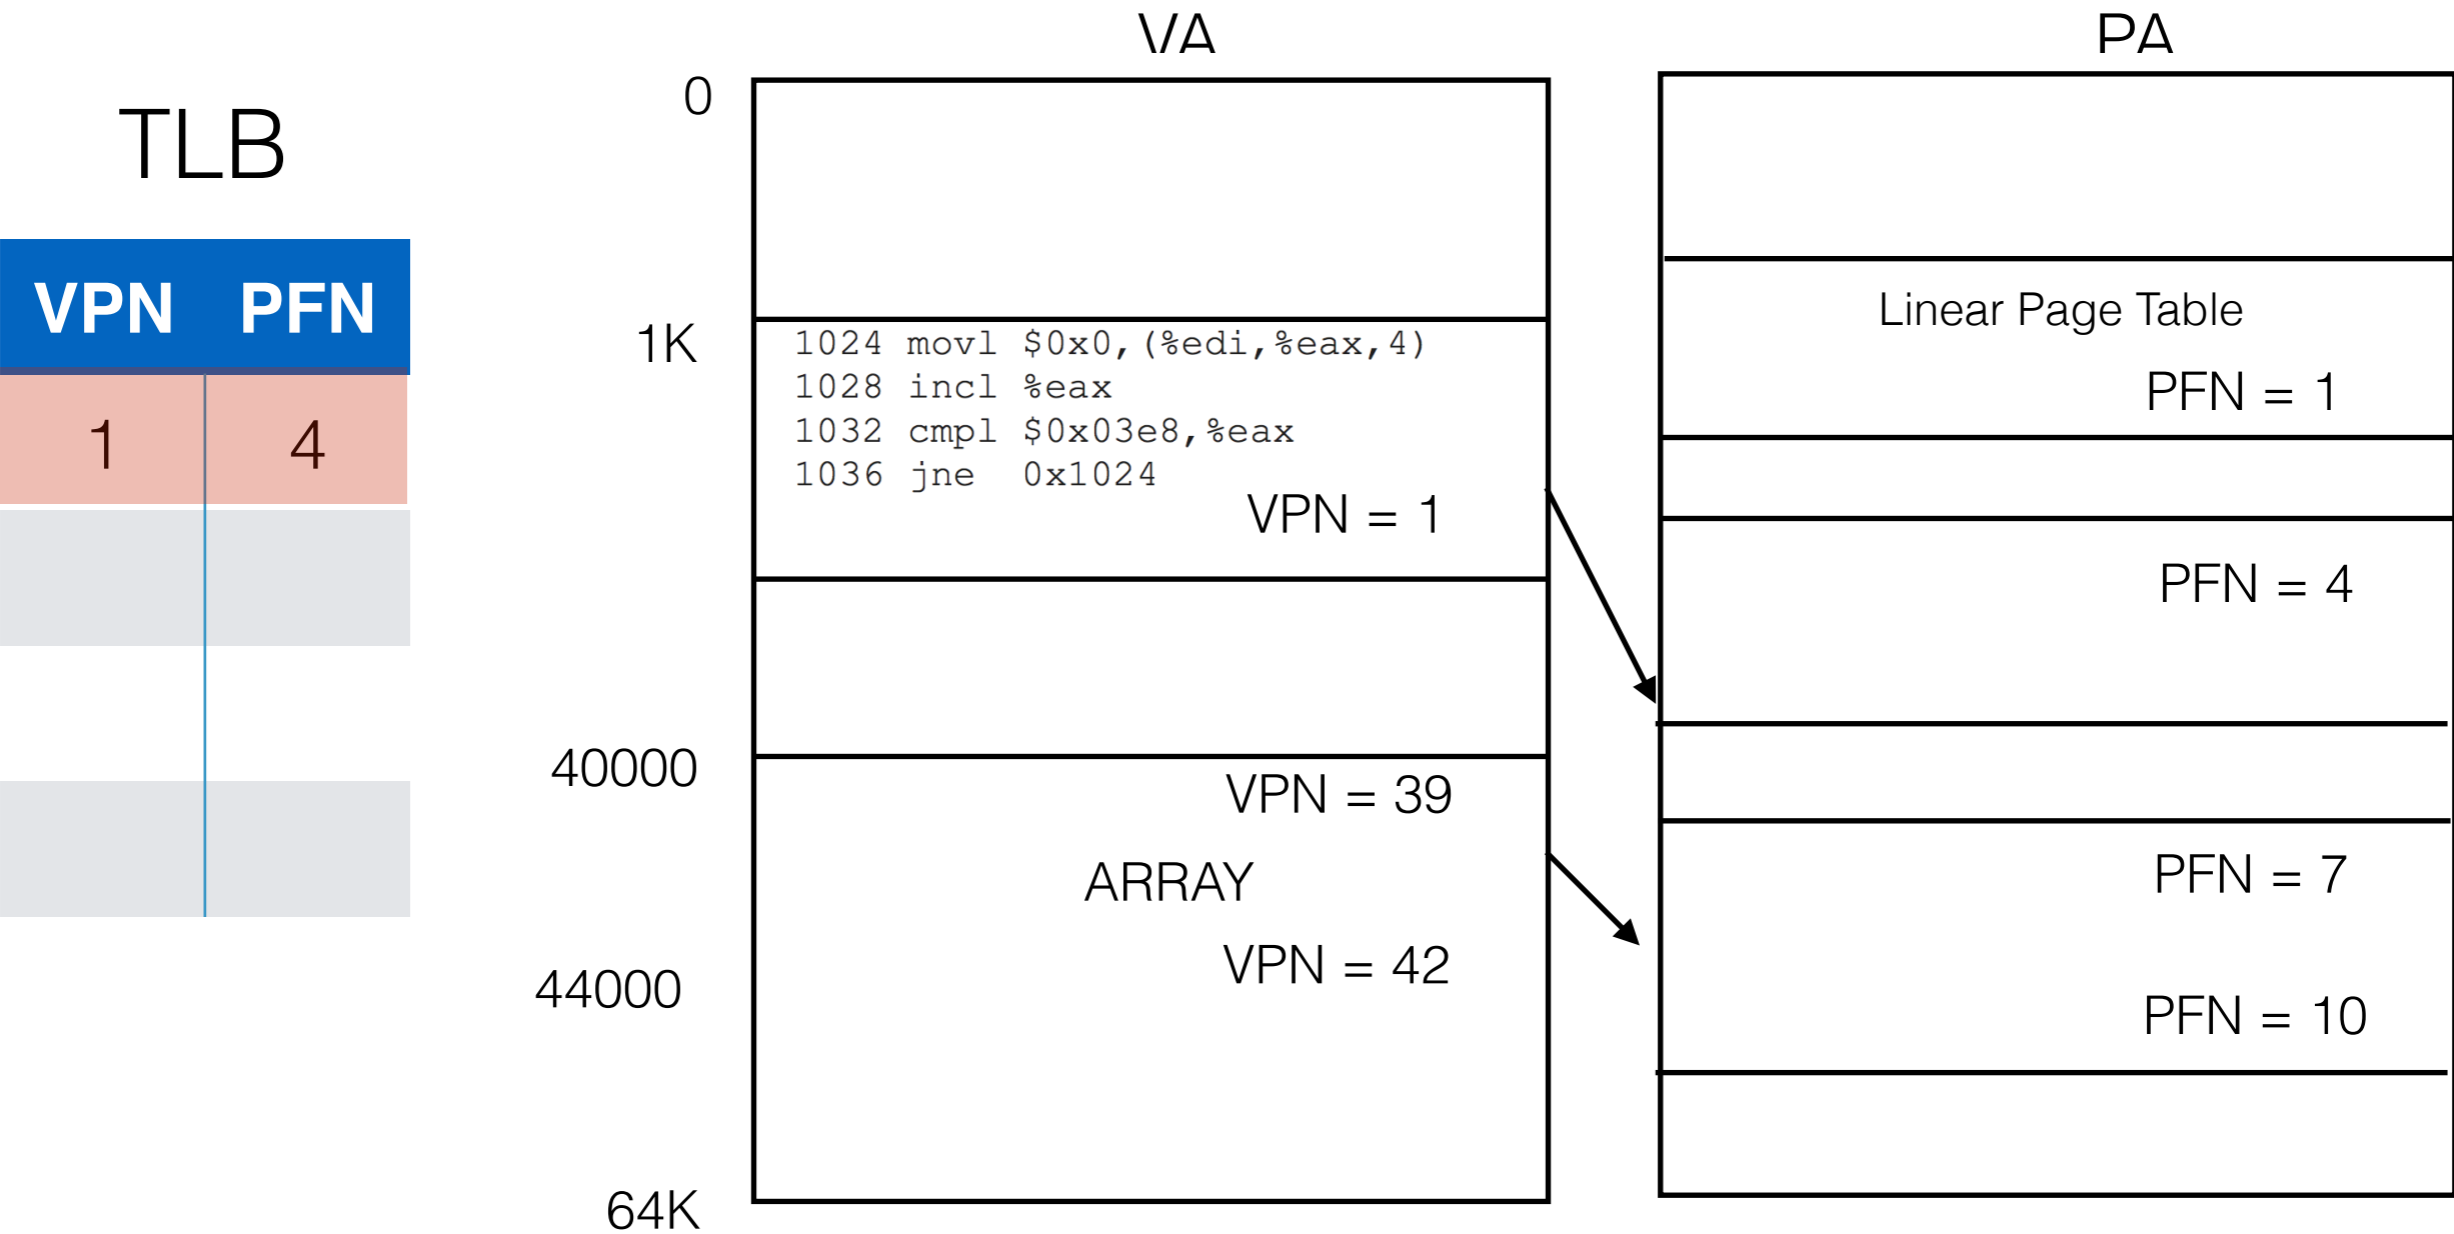 TLB
VPN PFN
1 4
VA
0
1K
1024 movl $0x0,(%edi,%eax,4)
1028 incl %eax
1032 cmpl $0x03e8,%eax
1036 jne 0x1024
VPN = 1
40000
VPN = 39
ARRAY
VPN = 42
44000
64K
PA
Linear Page Table
PFN = 1
PFN = 4
PFN = 7
PFN = 10